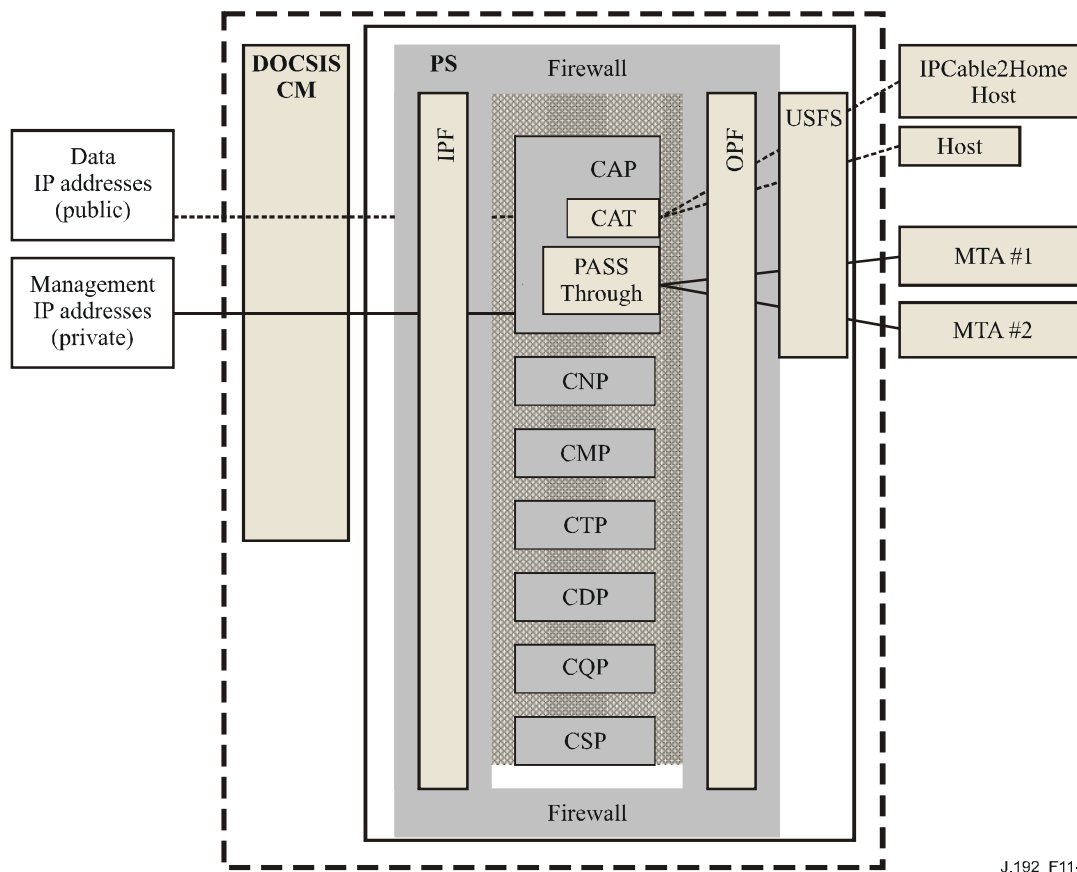 DOCSIS
CM
PS
Firewall
IPF
OPF
USFS
IPCable2Home
Host
Host
Data
IP addresses
(public)
Management
IP addresses
(private)
CAP
CAT
PASS
Through
MTA #1
MTA #2
CNP
CMP
CTP
CDP
CQP
CSP
Firewall